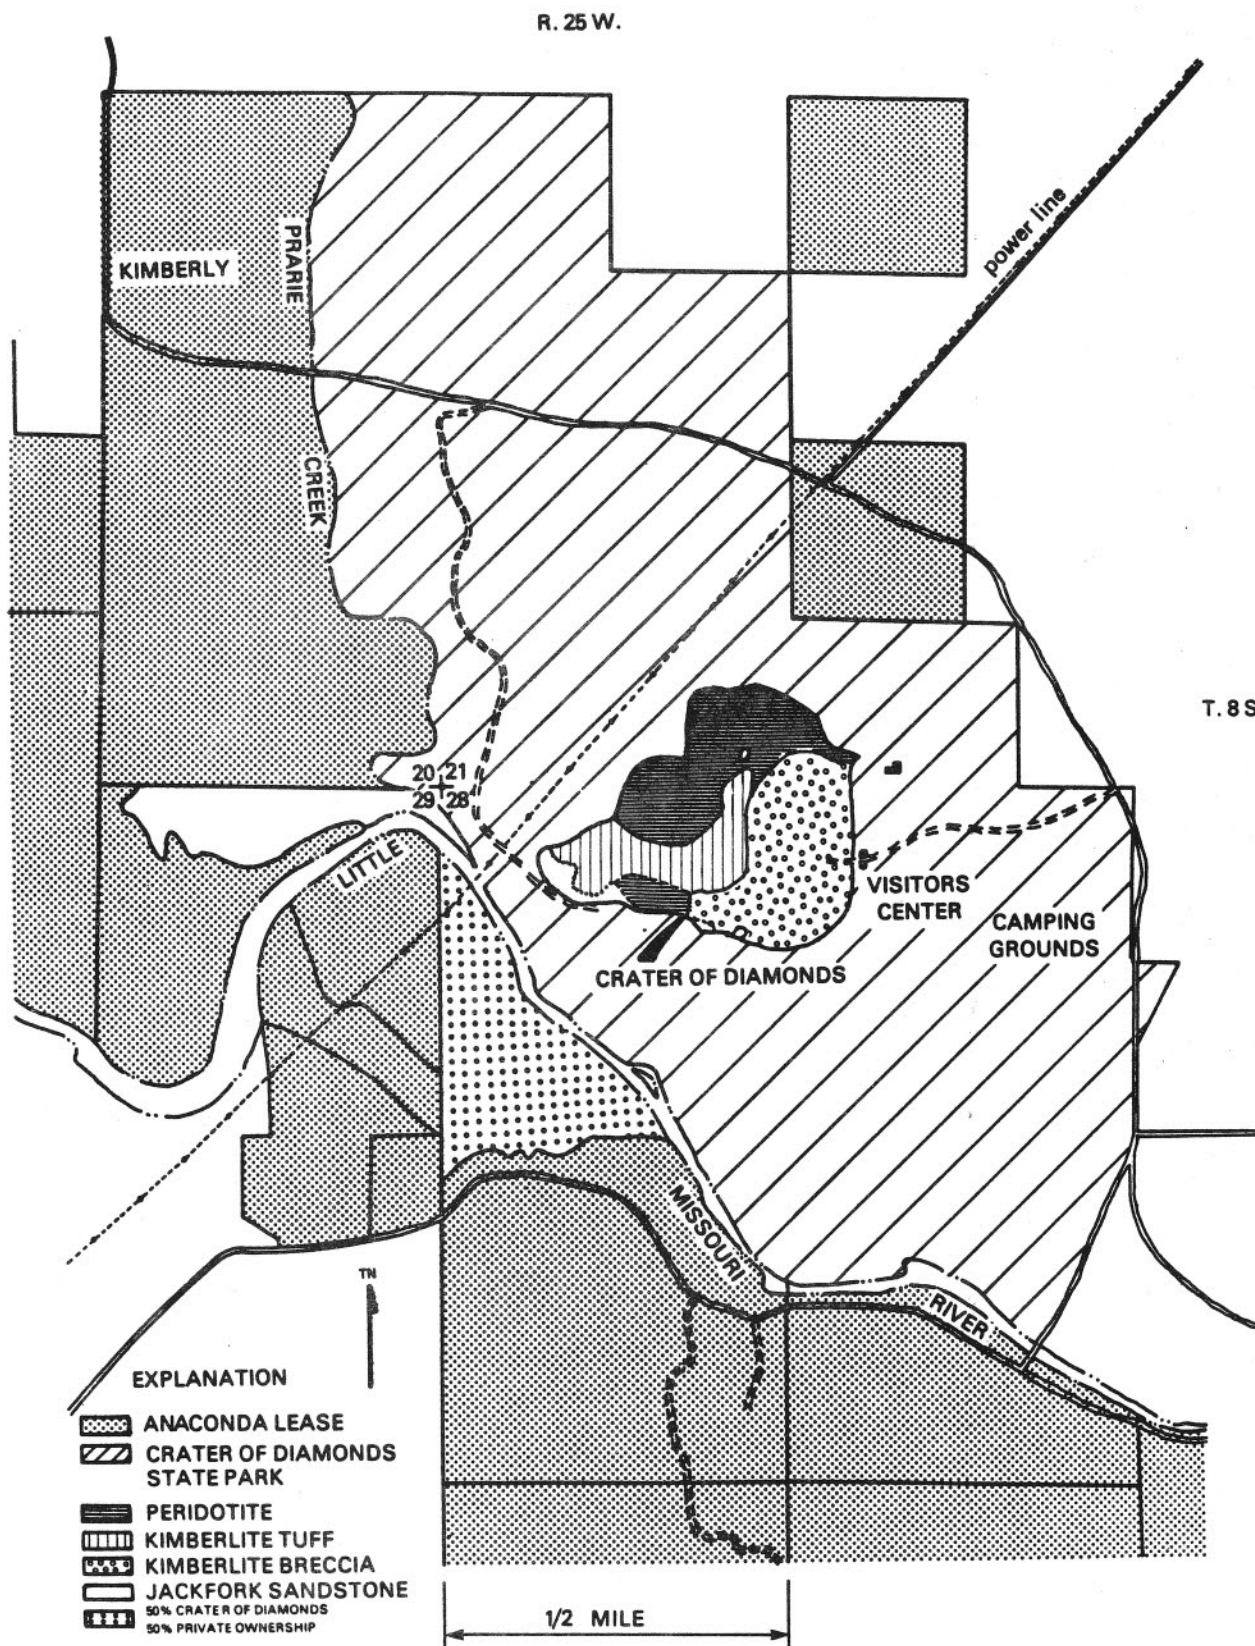 R. 25 W.
power line
KIMBERLY
PRARIE
CREEK
T. 8 S
20 21
29 28
LITTLE
VISITORS
CENTER
CAMPING
GROUNDS
CRATER OF DIAMONDS
MISSOURI
RIVER
TN
EXPLANATION
ANACONDA LEASE
CRATER OF DIAMONDS
STATE PARK
PERIDOTITE
KIMBERLITE TUFF
KIMBERLITE BRECCIA
JACKFORK SANDSTONE
50% CRATER OF DIAMONDS
50% PRIVATE OWNERSHIP
1/2 MILE